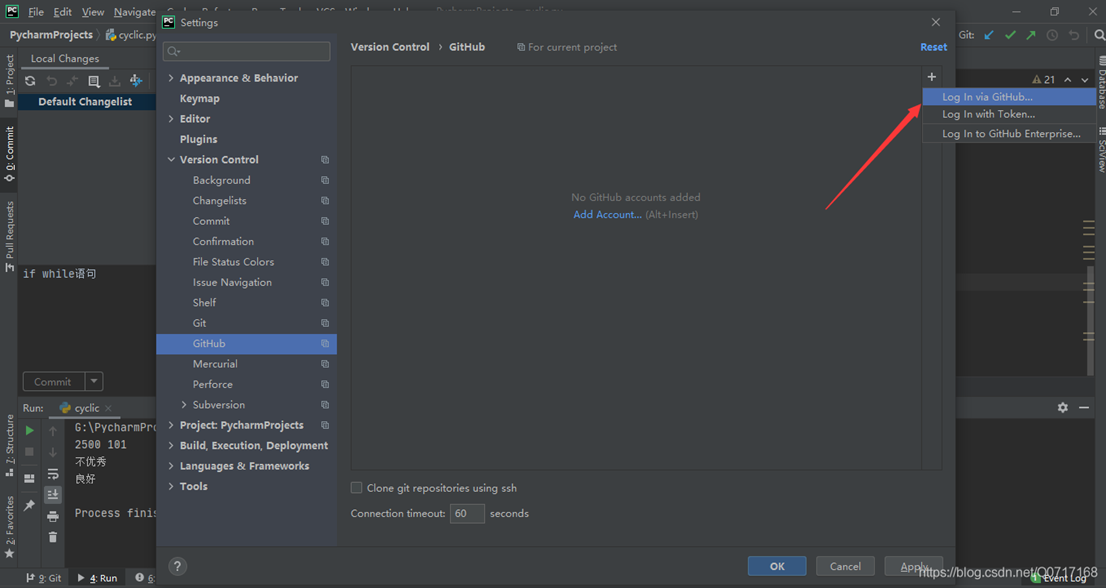 File Edit View Navigate
Settings
PycharmProjects cyclic.py
Git:
Version Control › GitHub
For current project
Reset
1: Project
Local Changes
Default Changelist
0: Commit
Pull Requests
if while语句
Commit
Appearance & Behavior
Keymap
Editor
Plugins
Version Control
Background
Changelists
Commit
Confirmation
File Status Colors
Issue Navigation
Shelf
Git
GitHub
Mercurial
Perforce
Subversion
Project: PycharmProjects
Build, Execution, Deployment
Languages & Frameworks
Tools
+
Log In via GitHub...
Log In with Token...
Log In to GitHub Enterprise...
No GitHub accounts added
Add Account... (Alt+Insert)
21
Database
SciView
Clone git repositories using ssh
Connection timeout: 60 seconds
?
OK
Cancel
Apply
Run: cyclic
G:\PycharmPro
2500 101
不优秀
良好
Process finis
Z: Structure
2: Favorites
9: Git
4: Run
6:
1 Event Log
https://blog.csdn.net/Q0717168